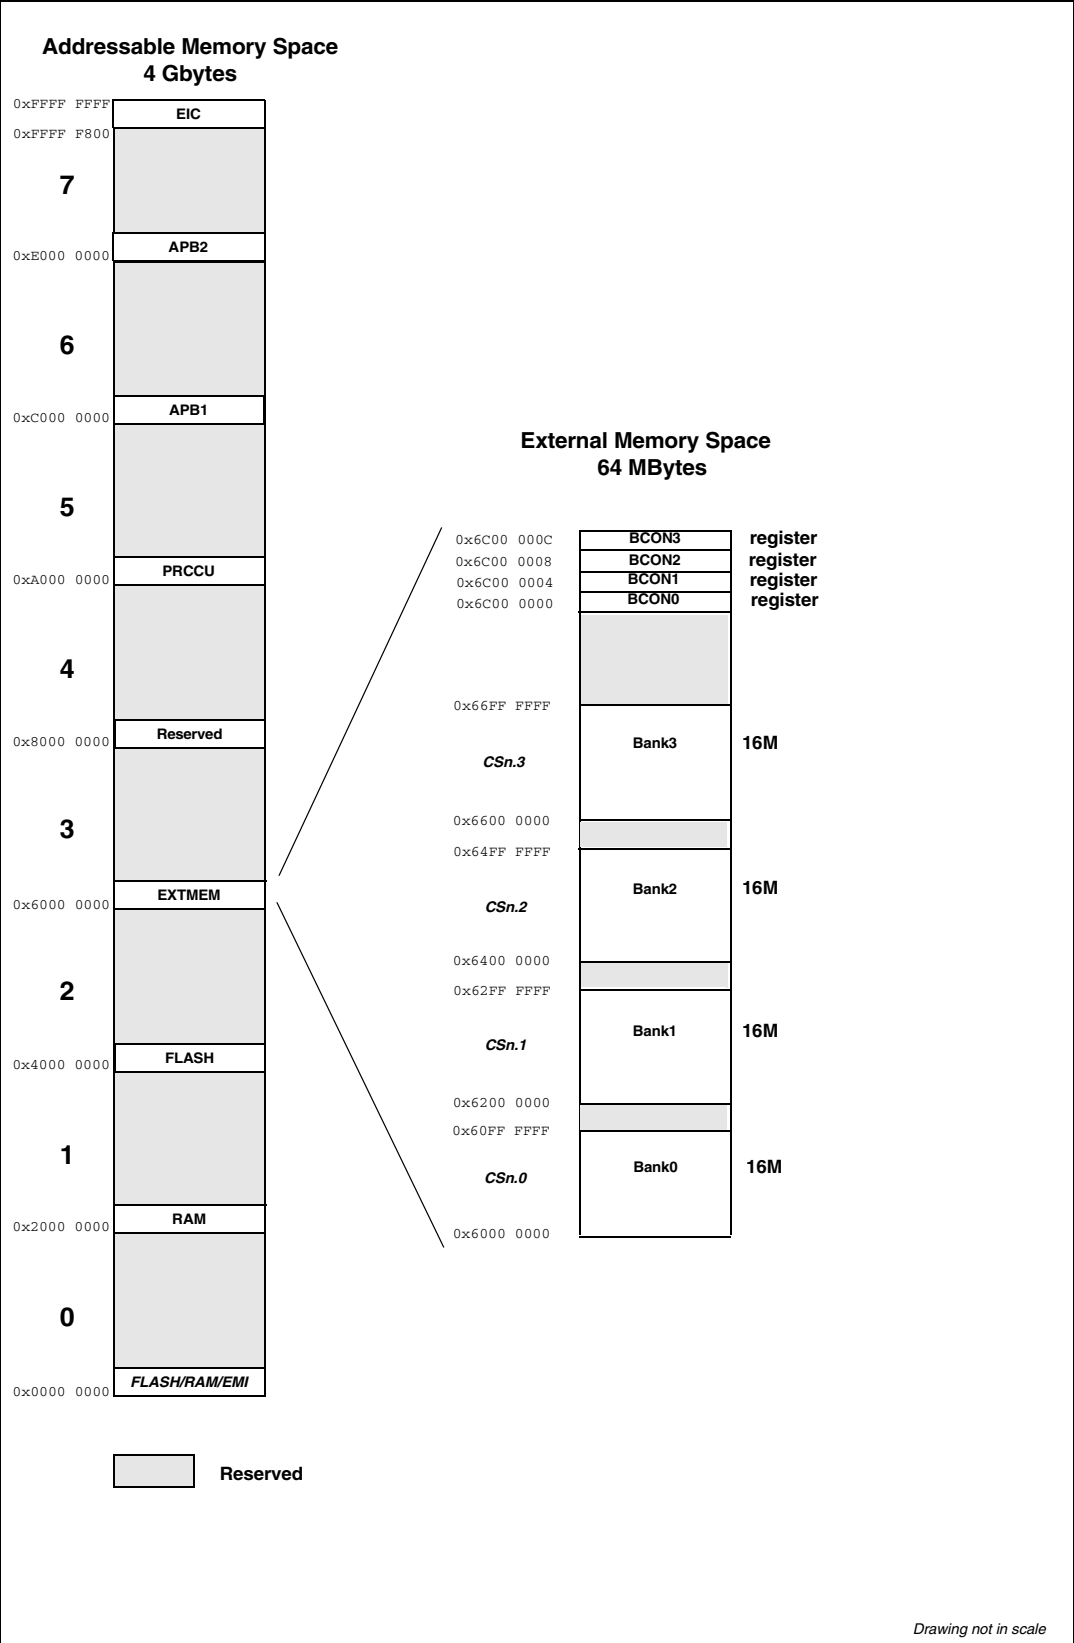 Addressable Memory Space
4 Gbytes
0xFFFF FFFF
EIC
0xFFFF F800
7
APB2
0xE000 0000
6
APB1
0xC000 0000
5
PRCCU
0xA000 0000
4
Reserved
0x8000 0000
3
EXTMEM
0x6000 0000
2
FLASH
0x4000 0000
1
RAM
0x2000 0000
0
FLASH/RAM/EMI
0x0000 0000
Reserved
External Memory Space
64 MBytes
0x6C00 000C BCON3 register
0x6C00 0008 BCON2 register
0x6C00 0004 BCON1 register
0x6C00 0000 BCON0 register
0x66FF FFFF
Bank3 16M
CSn.3
0x6600 0000
0x64FF FFFF
Bank2 16M
CSn.2
0x6400 0000
0x62FF FFFF
Bank1 16M
CSn.1
0x6200 0000
0x60FF FFFF
Bank0 16M
CSn.0
0x6000 0000
Drawing not in scale